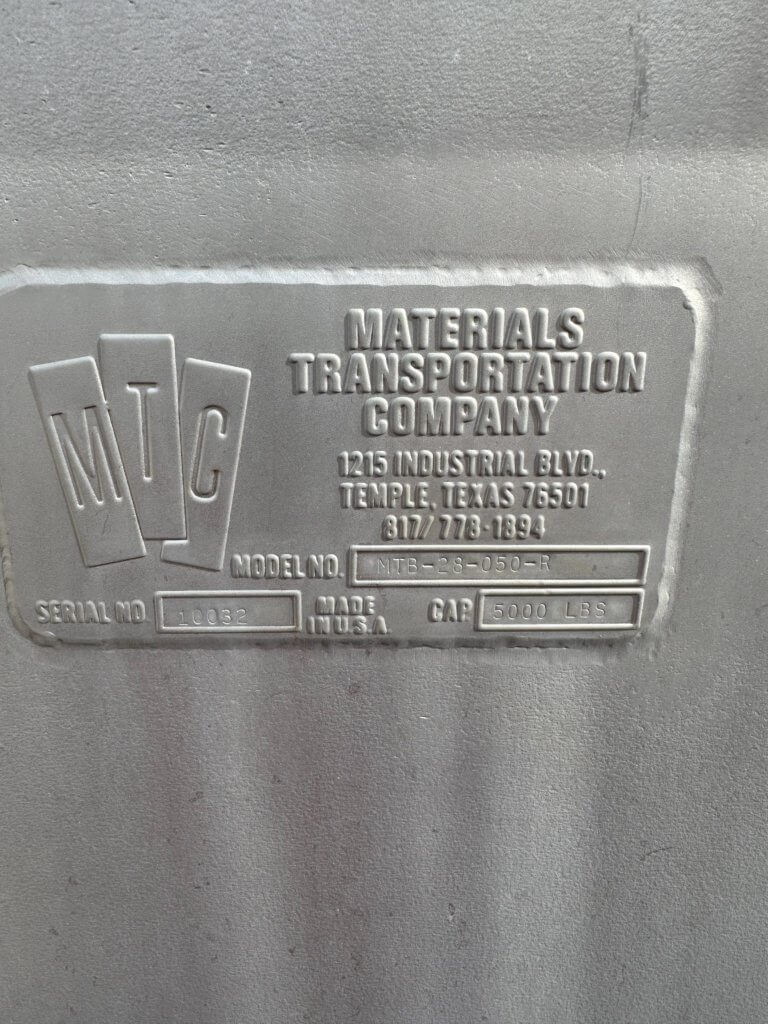 MTC
MATERIALS
TRANSPORTATION
COMPANY
1215 INDUSTRIAL BLVD.,
TEMPLE, TEXAS 76501
817/778-1894
MODEL NO. MTB-28-050-R
SERIAL NO. 10032
MADE
IN U.S.A.
CAP. 5000 LBS